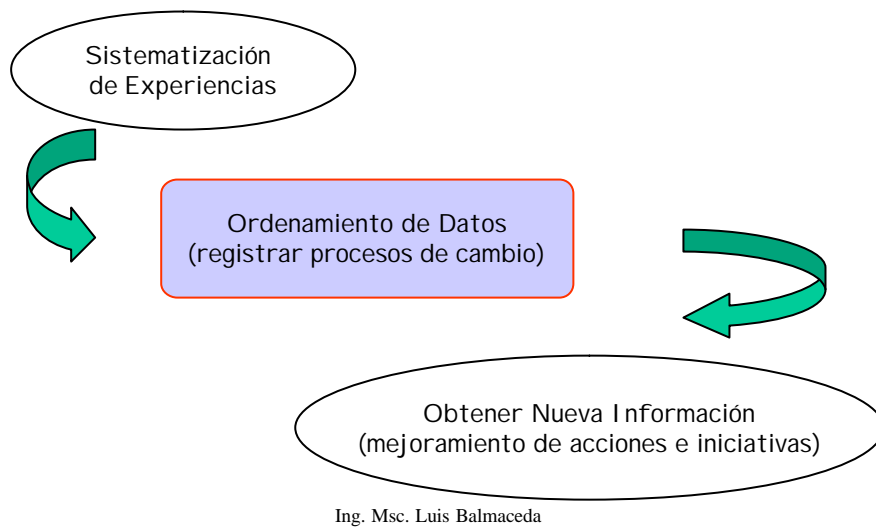 Sistematización
de Experiencias
Ordenamiento de Datos
(registrar procesos de cambio)
Obtener Nueva Información
(mejoramiento de acciones e iniciativas)
Ing. Msc. Luis Balmaceda